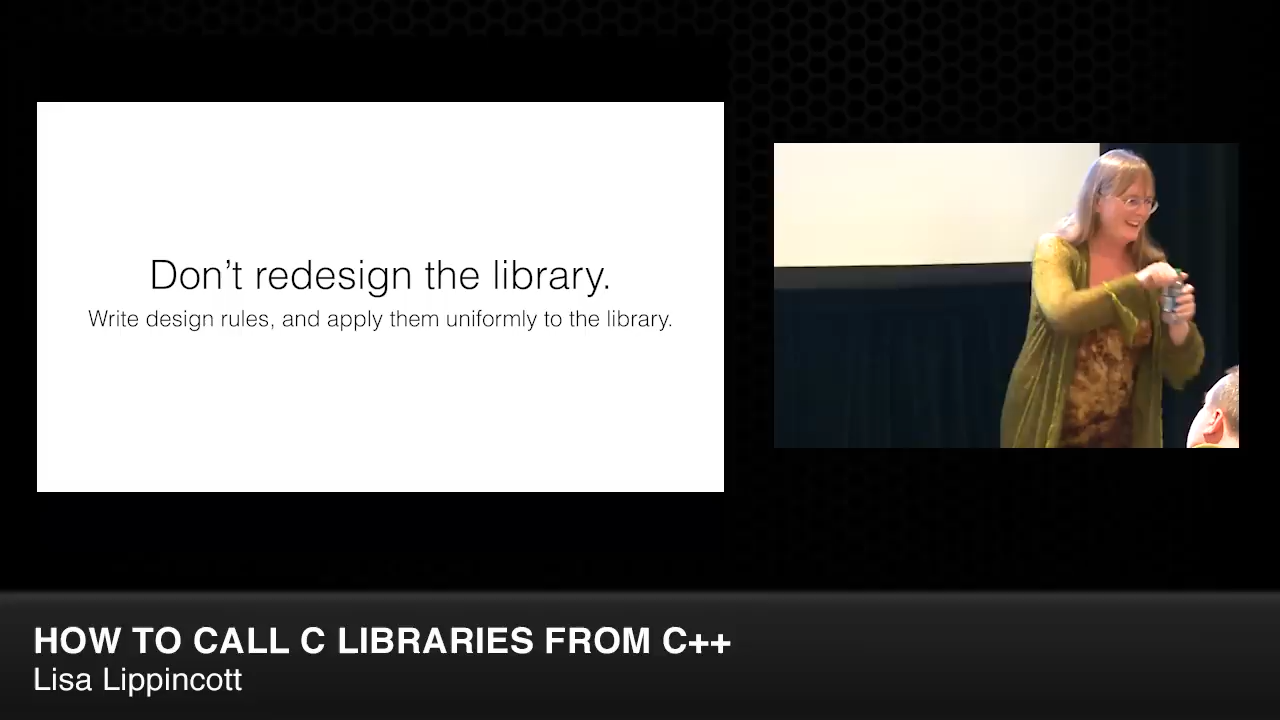 Don't redesign the library.
Write design rules, and apply them uniformly to the library.
HOW TO CALL C LIBRARIES FROM C++
Lisa Lippincott